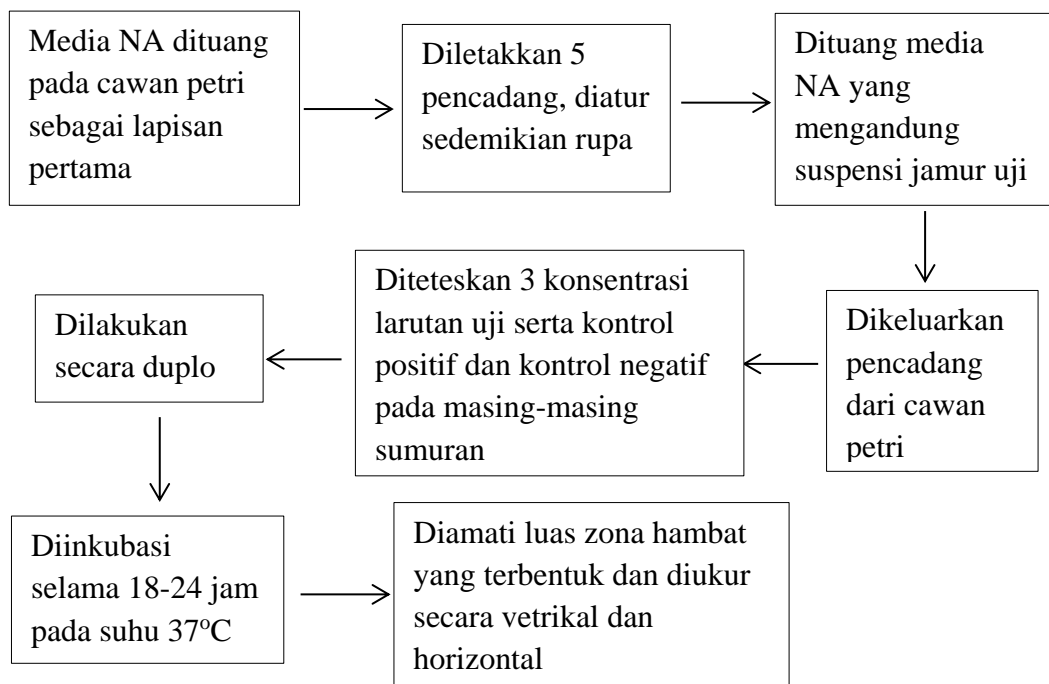 Media NA dituang
pada cawan petri
sebagai lapisan
pertama
Diletakkan 5
pencadang, diatur
sedemikian rupa
Dituang media
NA yang
mengandung
suspensi jamur uji
Dikeluarkan
pencadang
dari cawan
petri
Diteteskan 3 konsentrasi
larutan uji serta kontrol
positif dan kontrol negatif
pada masing-masing
sumuran
Dilakukan
secara duplo
Diinkubasi
selama 18-24 jam
pada suhu 37°C
Diamati luas zona hambat
yang terbentuk dan diukur
secara vetrikal dan
horizontal